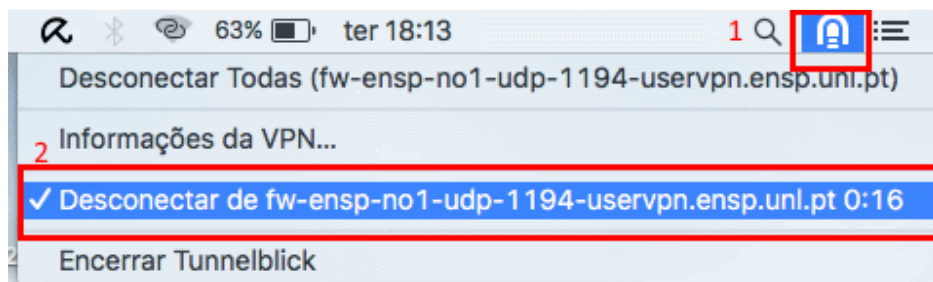 63% ter 18:13 1
Desconectar Todas (fw-ensp-no1-udp-1194-uservpn.ensp.unl.pt)
2 Informações da VPN...
✓ Desconectar de fw-ensp-no1-udp-1194-uservpn.ensp.unl.pt 0:16
Encerrar Tunnelblick